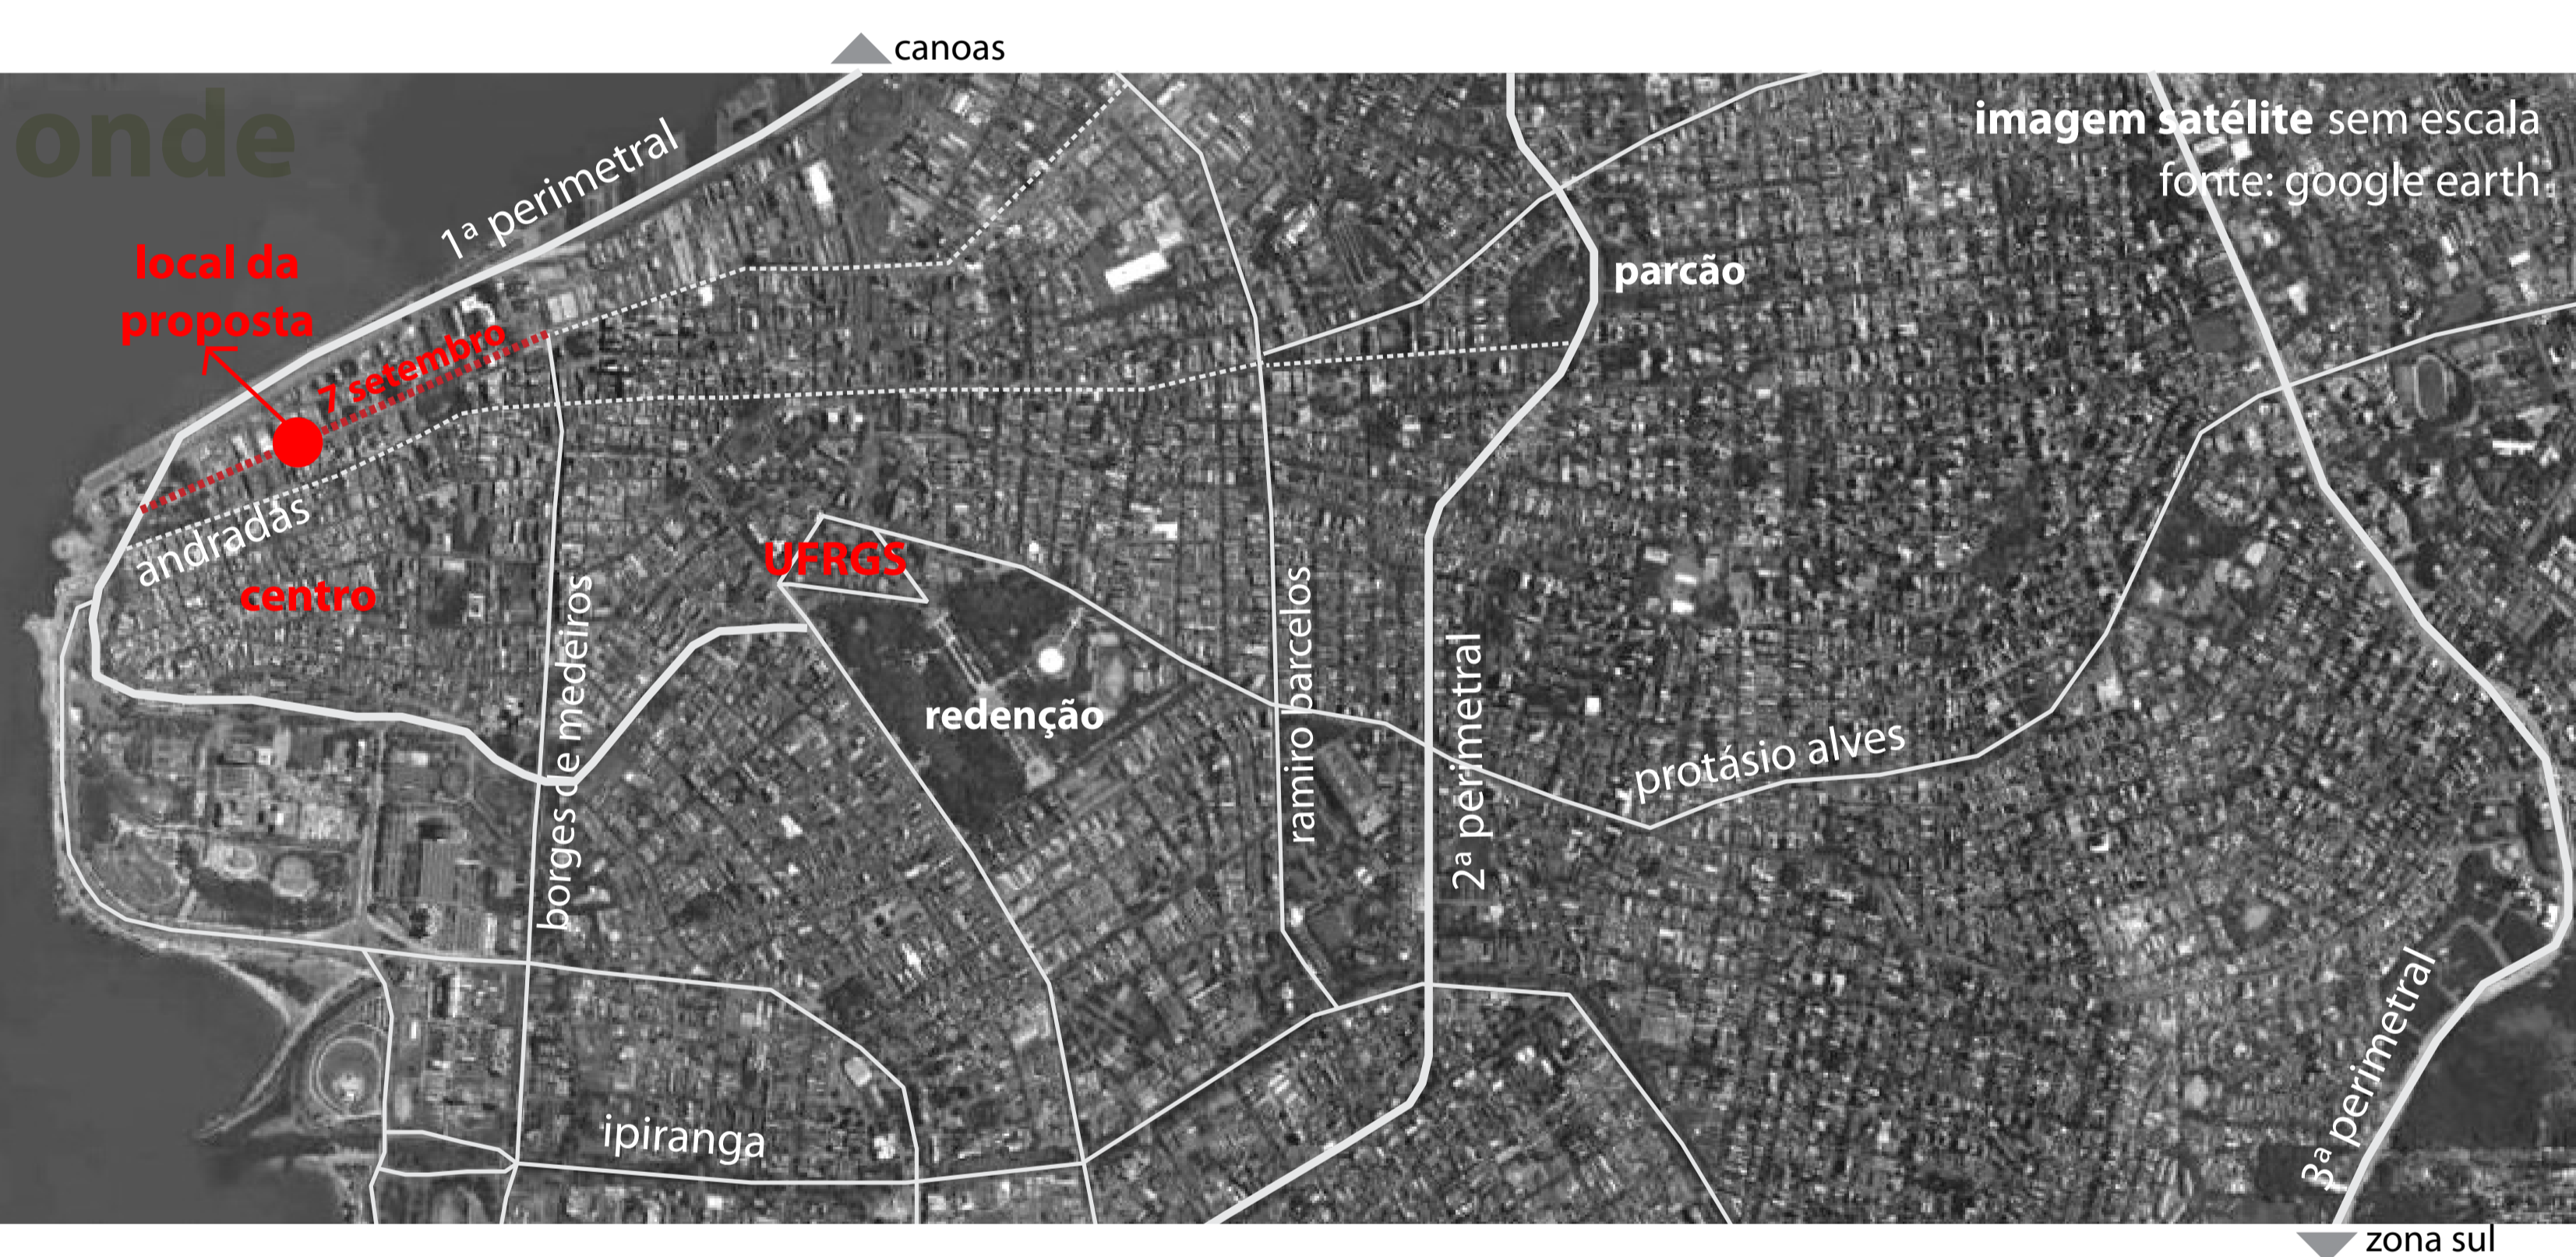 canoas
onde
imagem satélite sem escala
fonte: google earth
1ª perimetral
local da
proposta
parcão
7 setembro
andradas
UFRGS
centro
borges de medeiros
ramiro barcelos
redenção
2ª perimetral
protásio alves
3ª perimetral
ipiranga
zona sul